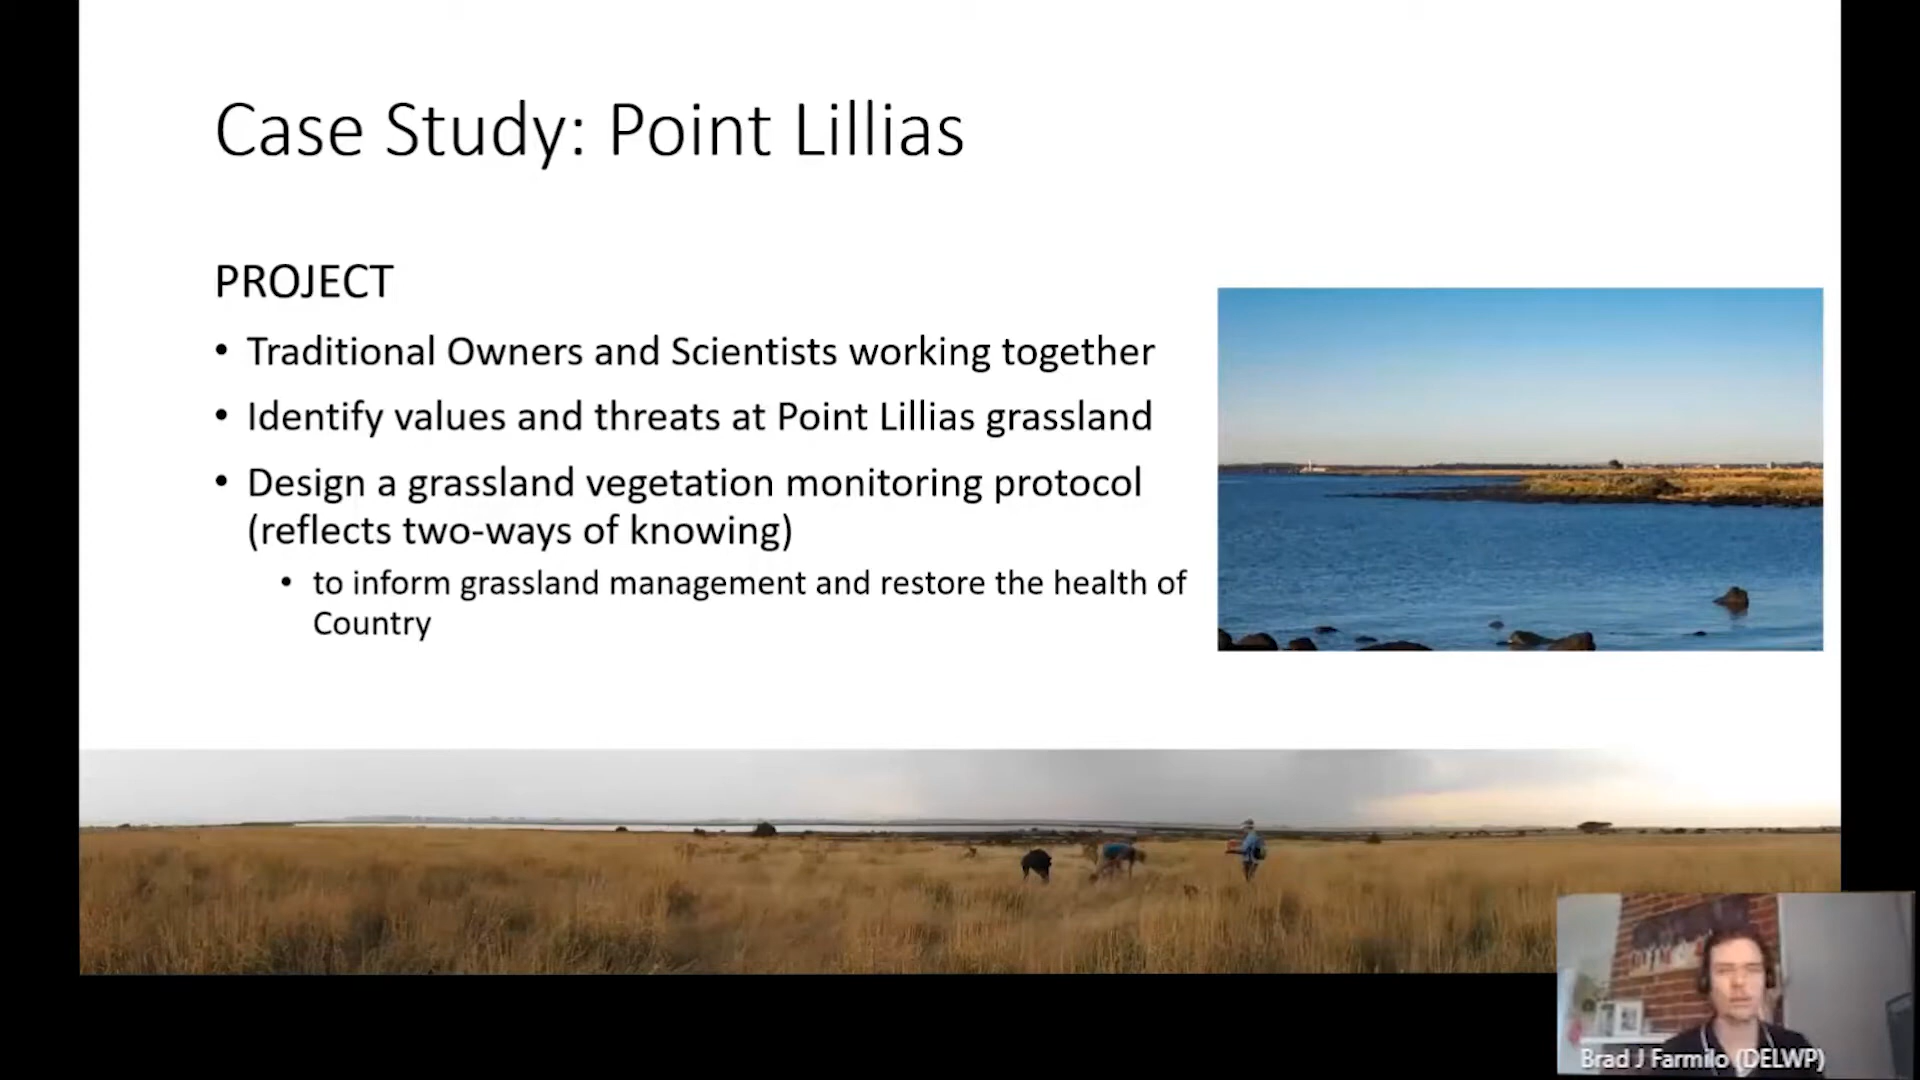 Case Study: Point Lillias
PROJECT
• Traditional Owners and Scientists working together
• Identify values and threats at Point Lillias grassland
• Design a grassland vegetation monitoring protocol
(reflects two-ways of knowing)
• to inform grassland management and restore the health of
Country
Brad J Farmilo (DELWP)